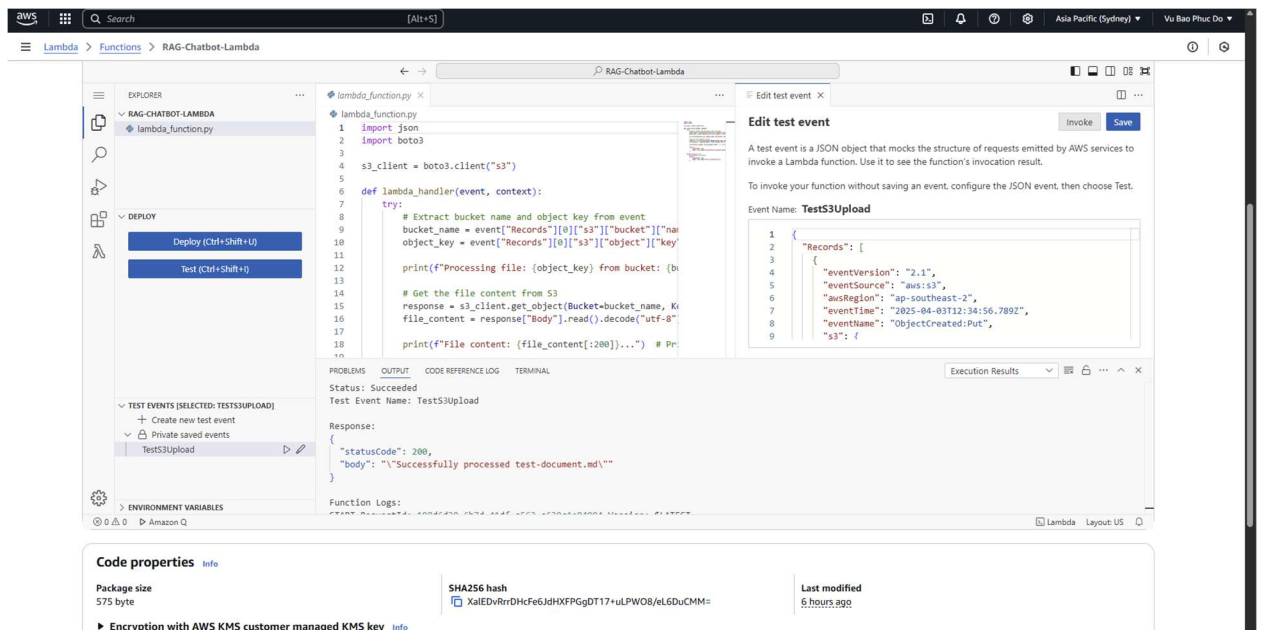 aws
Search [Alt+S]
Asia Pacific (Sydney) ▼ Vu Bao Phuc Do ▼
Lambda > Functions > RAG-Chatbot-Lambda
RAG-Chatbot-Lambda
EXPLORER ...
RAG-CHATBOT-LAMBDA
lambda_function.py
DEPLOY
Deploy (Ctrl+Shift+U)
Test (Ctrl+Shift+I)
TEST EVENTS [SELECTED: TESTS3UPLOAD]
Create new test event
Private saved events
TestS3Upload
ENVIRONMENT VARIABLES
lambda_function.py ...
lambda_function.py
1 import json
2 import boto3
3
4 s3_client = boto3.client("s3")
5
6 def lambda_handler(event, context):
7 try:
8 # Extract bucket name and object key from event
9 bucket_name = event["Records"][0]["s3"]["bucket"]["nam
10 object_key = event["Records"][0]["s3"]["object"]["key"
11
12 print(f"Processing file: {object_key} from bucket: {bu
13
14 # Get the file content from S3
15 response = s3_client.get_object(Bucket=bucket_name, Ke
16 file_content = response["Body"].read().decode("utf-8"
17
18 print(f"File content: {file_content[:200]}...") # Pr
Edit test event ...
Edit test event
Invoke Save
A test event is a JSON object that mocks the structure of requests emitted by AWS services to
invoke a Lambda function. Use it to see the function's invocation result.
To invoke your function without saving an event, configure the JSON event, then choose Test.
Event Name: TestS3Upload
1 {
2 "Records": [
3 {
4 "eventVersion": "2.1",
5 "eventSource": "aws:s3",
6 "awsRegion": "ap-southeast-2",
7 "eventTime": "2025-04-03T12:34:56.789Z",
8 "eventName": "ObjectCreated:Put",
9 "s3": {
PROBLEMS OUTPUT CODE REFERENCE LOG TERMINAL
Execution Results ...
Status: Succeeded
Test Event Name: TestS3Upload
Response:
{
"statusCode": 200,
"body": "\"Successfully processed test-document.md\""
}
Function Logs:
0 0 Amazon Q
Lambda Layout: US
Code properties Info
Package size
575 byte
SHA256 hash
XalEDvRrrDHcFe6JdHXFPGgDT17+uLPWO8/eL6DuCMM=
Last modified
6 hours ago
Encryption with AWS KMS customer managed KMS key Info